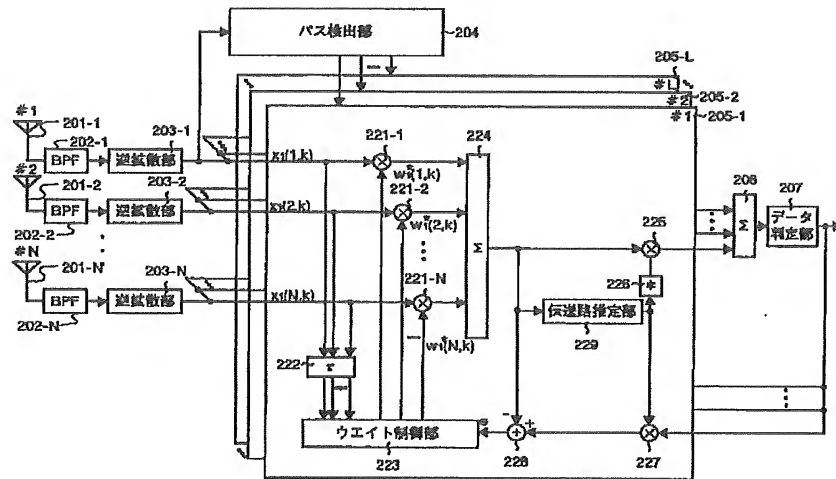 パス検出部
204
205-L
#L
#2
205-2
#1
205-1
#1
201-1
202-1
BPF
203-1
逆拡散部
x1(1,k)
221-1
w1*(1,k)
224
Σ
#2
201-2
BPF
202-2
203-2
逆拡散部
x1(2,k)
221-2
w1*(2,k)
#N
201-N
BPF
202-N
203-N
逆拡散部
x1(N,k)
221-N
w1*(N,k)
225
226
*
伝送路推定部
229
206
Σ
207
データ
判定部
222
τ
ウエイト制御部
223
e
-
+
+
228
227